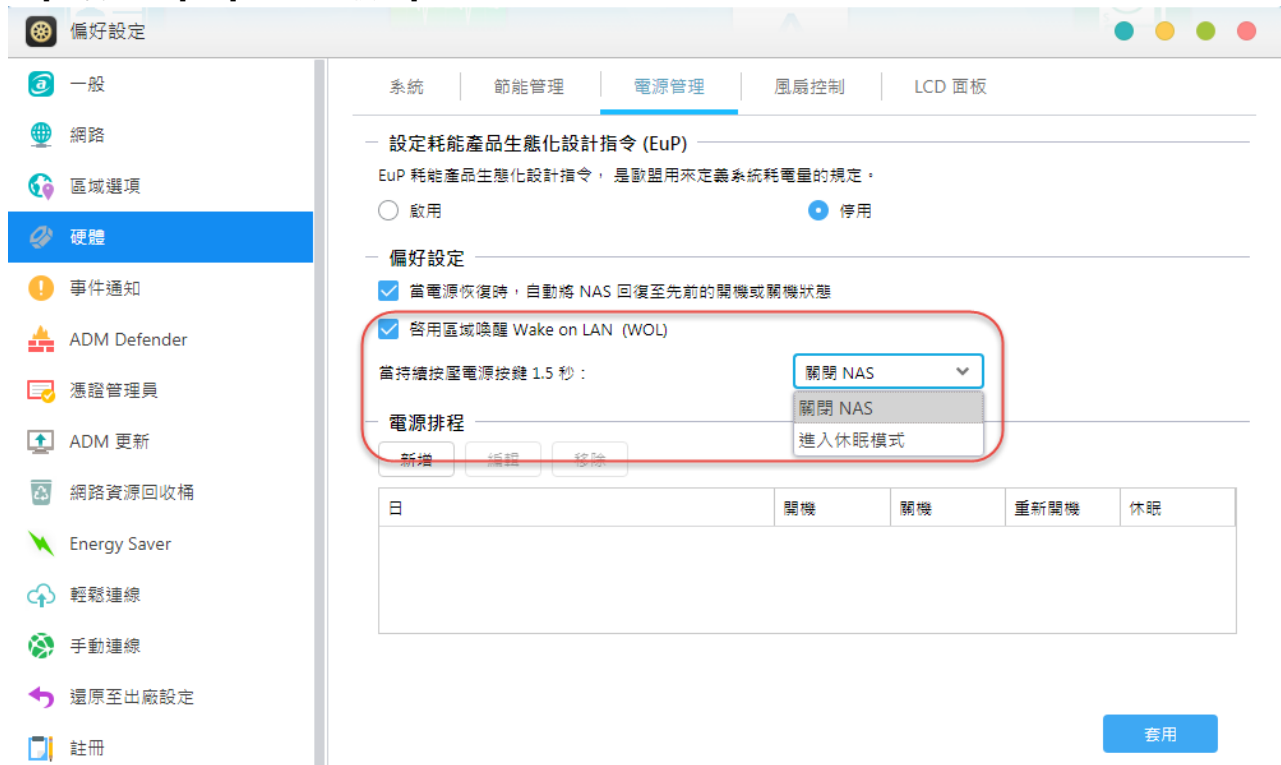 偏好設定
一般
網路
區域選項
硬體
事件通知
ADM Defender
憑證管理員
ADM 更新
網路資源回收桶
Energy Saver
輕鬆連線
手動連線
還原至出廠設定
註冊
系統 節能管理 電源管理 風扇控制 LCD 面板
設定耗能產品生態化設計指令 (EuP)
EuP 耗能產品生態化設計指令， 是歐盟用來定義系統耗電量的規定。
啟用 停用
偏好設定
當電源恢復時，自動將 NAS 回復至先前的開機或關機狀態
啓用區域喚醒 Wake on LAN (WOL)
當持續按壓電源按鍵 1.5 秒： 關閉 NAS
關閉 NAS
進入休眠模式
電源排程
新增 編輯 移除
日 開機 關機 重新開機 休眠
套用